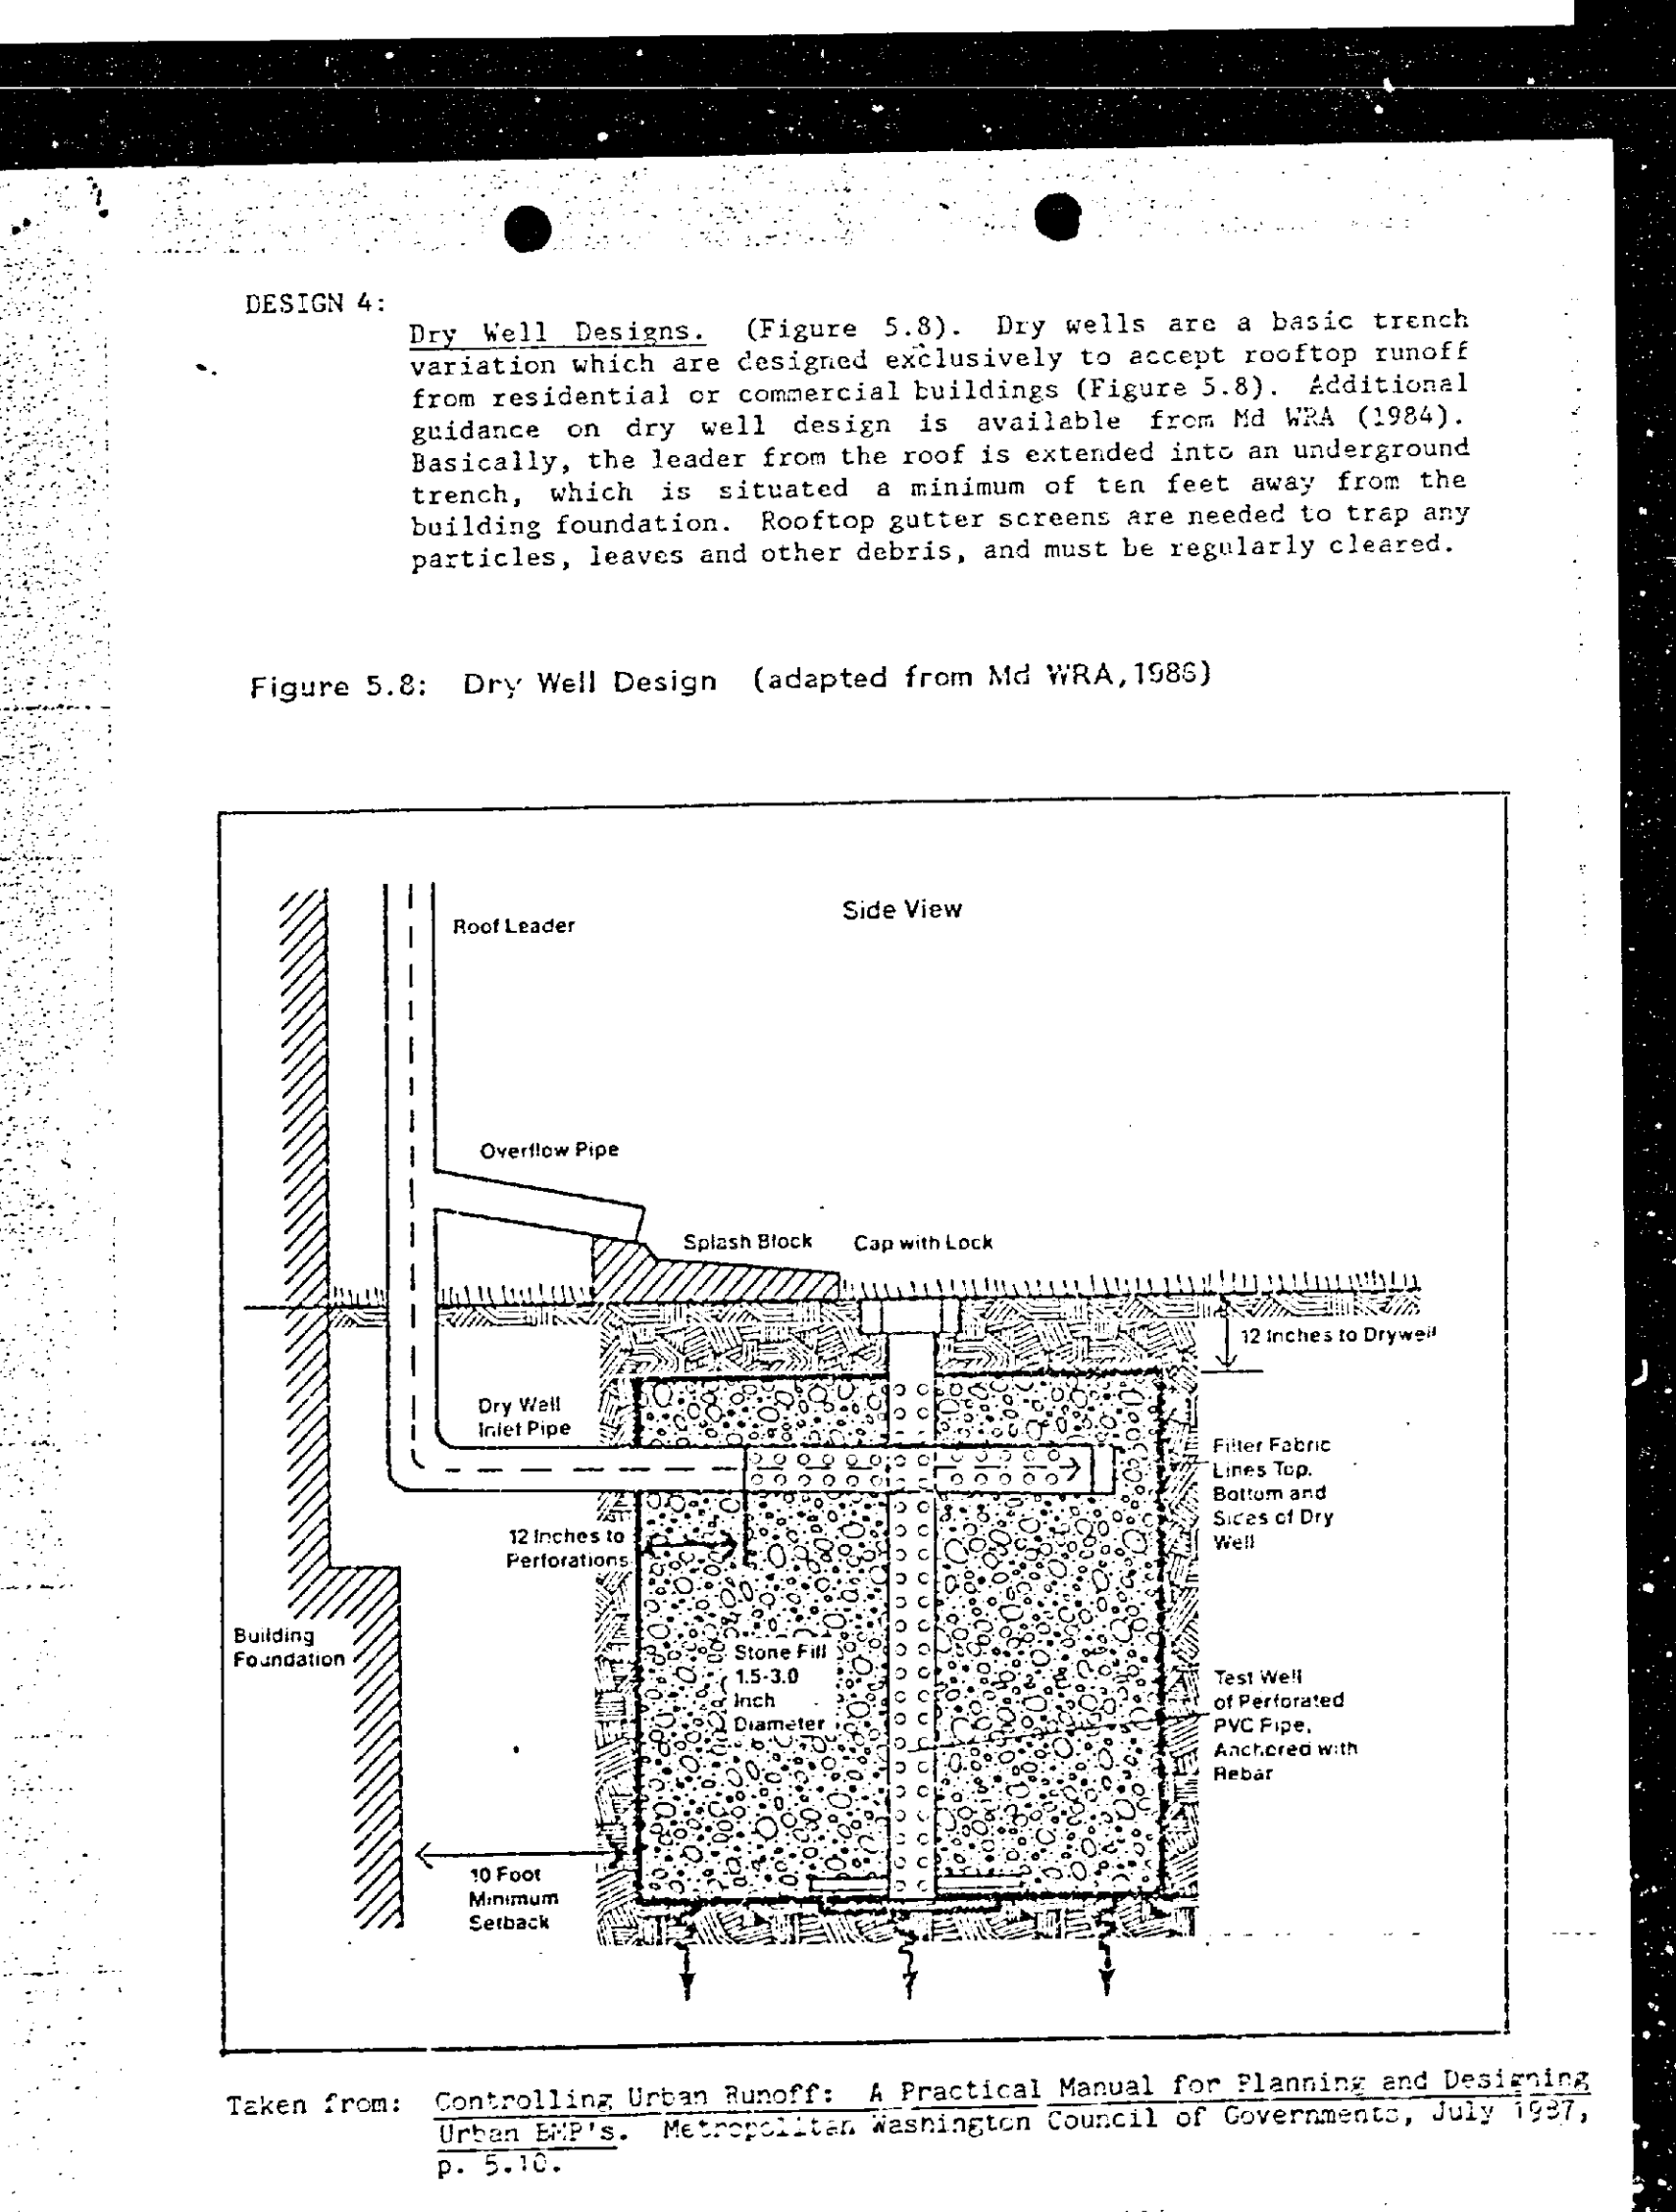 DESIGN 4:
Dry Well Designs. (Figure 5.8). Dry wells are a basic trench
variation which are designed exclusively to accept rooftop runoff
from residential or commercial buildings (Figure 5.8). Additional
guidance on dry well design is available from Md WRA (1984).
Basically, the leader from the roof is extended into an underground
trench, which is situated a minimum of ten feet away from the
building foundation. Rooftop gutter screens are needed to trap any
particles, leaves and other debris, and must be regularly cleared.
Figure 5.8: Dry Well Design (adapted from Md WRA,
Side View
Roof Leader
Overflow Pipe
Splash Block
Cap with Lock
12 Inches to Drywell
Dry Well
Inlet Pipe
Filter Fabric
Lines Top,
Bottom and
Sides of Dry
Well
12 Inches to
Perforations
Building
Foundation
Stone Fill
1.5-3.0
Inch
Diameter
Test Well
of Perforated
PVC Pipe,
Anchored with
Rebar
10 Foot
Minimum
Setback
Taken from: Controlling Urban Runoff: A Practical Manual for Planning and Designing
Urban BMP's. Metropolitan Washington Council of Governments, July 1987,
p. 5.10.